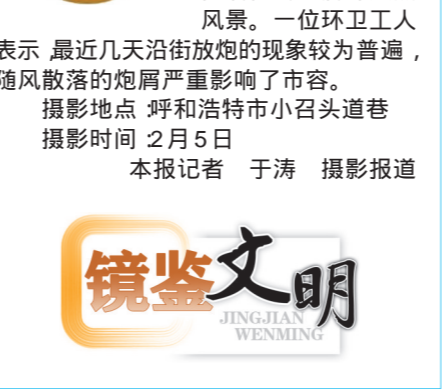 风景。一位环卫工人
表示,最近几天沿街放炮的现象较为普遍，
随风散落的炮屑严重影响了市容。
摄影地点:呼和浩特市小召头道巷
摄影时间:2月5日
本报记者　于涛　摄影报道
镜鉴文明
JINGJIAN
WENMING